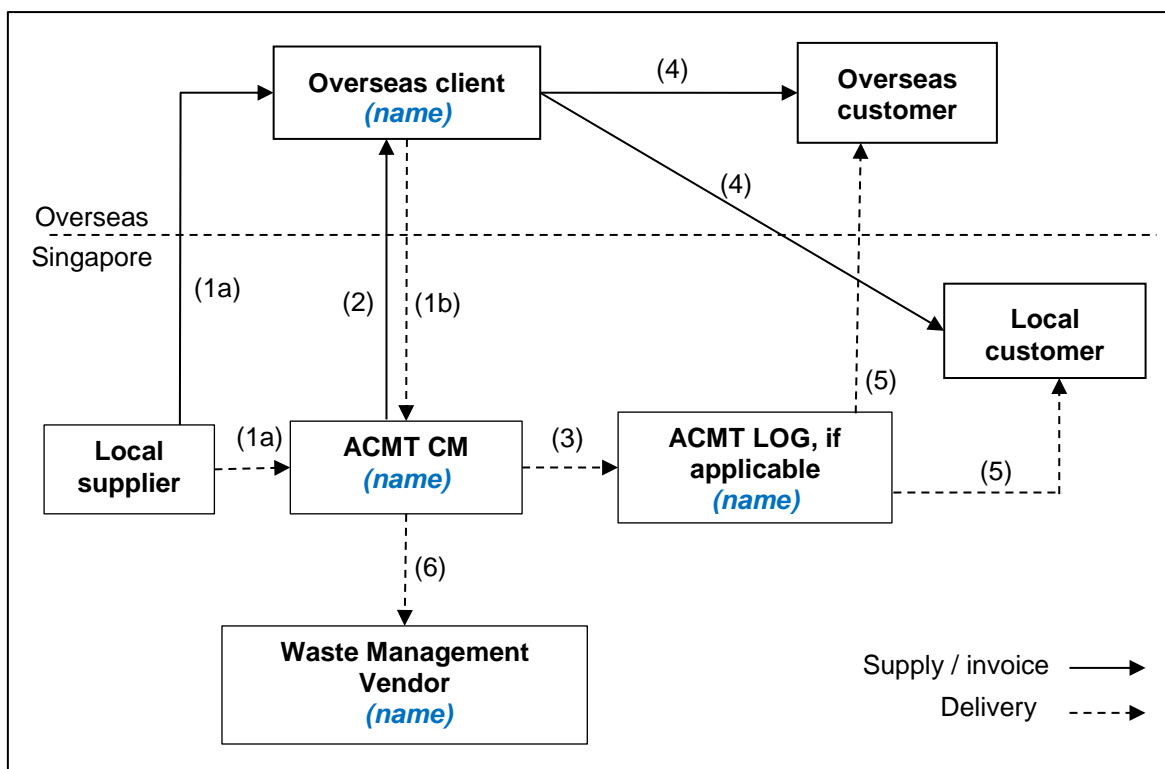 Overseas client
(name)
(4)
Overseas
customer
(4)
Overseas
Singapore
(1a)
(2)
(1b)
Local
customer
(5)
Local
supplier
(1a)
ACMT CM
(name)
(3)
ACMT LOG, if
applicable
(name)
(5)
(6)
Waste Management
Vendor
(name)
Supply / invoice
Delivery